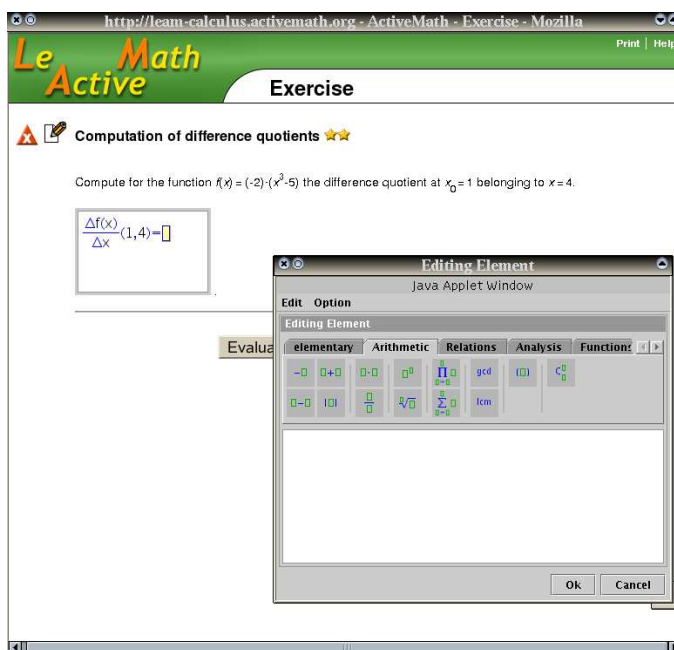 http://leam-calculus.activemath.org - ActiveMath - Exercise - Mozilla
Print | Help
Le Active Math
Exercise
Computation of difference quotients
Compute for the function f(x) = (-2)·(x³-5) the difference quotient at x₀ = 1 belonging to x = 4.
Δf(x)
Δx
(1,4)=
.
Editing Element
Java Applet Window
Edit Option
Editing Element
elementary Arithmetic Relations Analysis Functions
-□ □+□ □·□ □□ ∏ □ □=□ gcd (□) C□□
□-□ |□| □/□ □√□ ∑ □ □=□ lcm
Evalua
Ok Cancel